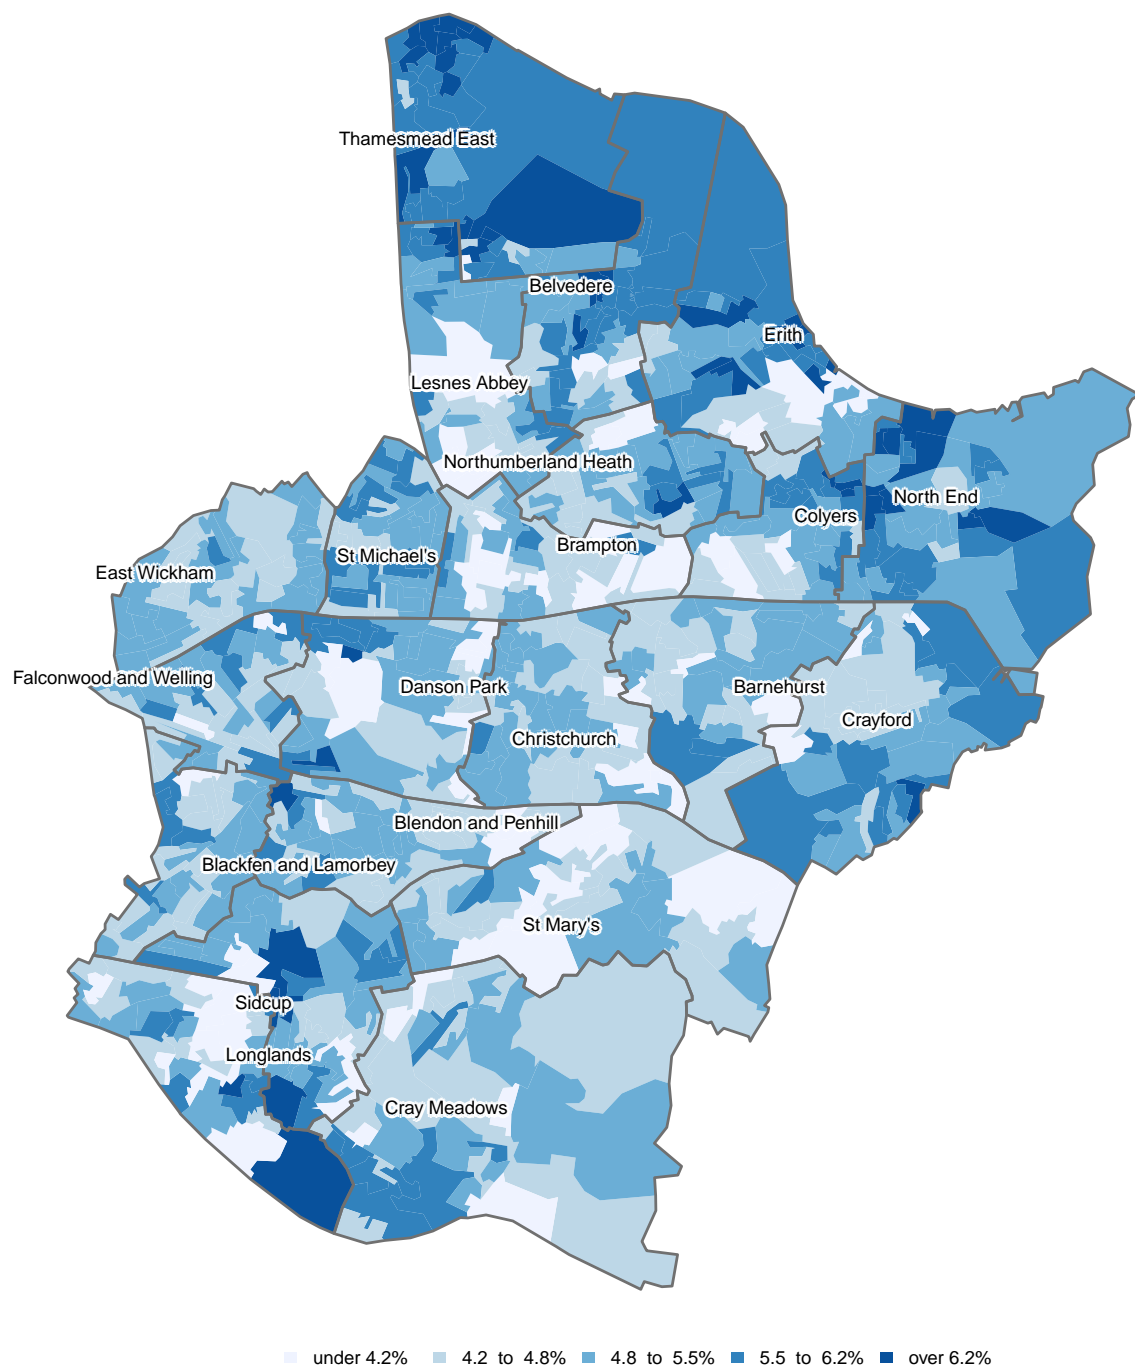 Thamesmead East
Belvedere
Erith
Lesnes Abbey
Northumberland Heath
North End
Colyers
Brampton
St Michael's
East Wickham
Falconwood and Welling
Danson Park
Barnehurst
Crayford
Christchurch
Blendon and Penhill
Blackfen and Lamorbey
St Mary's
Sidcup
Longlands
Cray Meadows
under 4.2% 4.2 to 4.8% 4.8 to 5.5% 5.5 to 6.2% over 6.2%